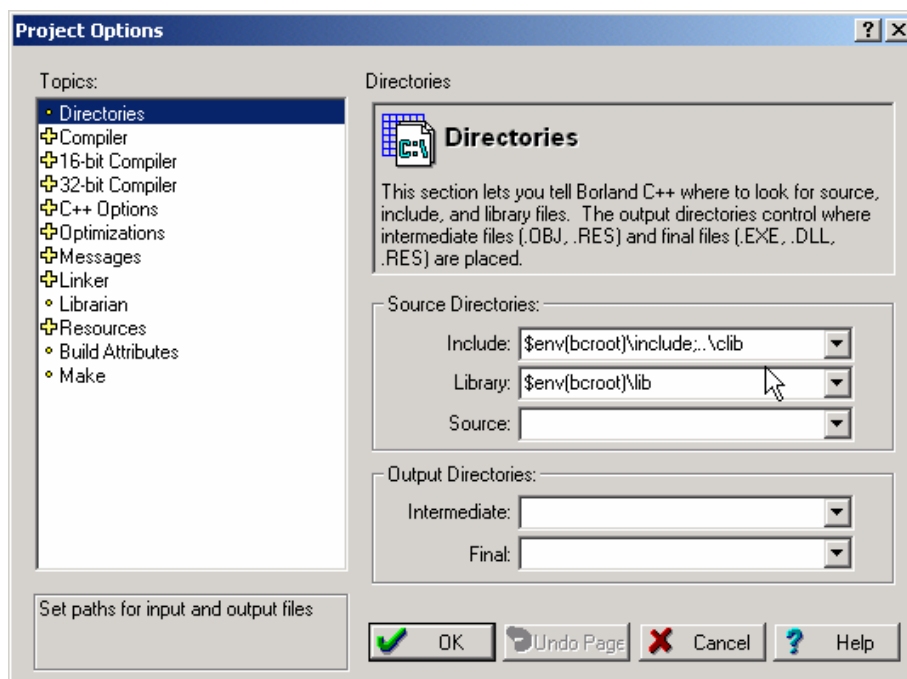 Project Options
Topics:
Directories
Compiler
16-bit Compiler
32-bit Compiler
C++ Options
Optimizations
Messages
Linker
Librarian
Resources
Build Attributes
Make
Set paths for input and output files
Directories
C:\
Directories
This section lets you tell Borland C++ where to look for source,
include, and library files. The output directories control where
intermediate files (.OBJ, .RES) and final files (.EXE, .DLL,
.RES) are placed.
Source Directories:
Include: $env(bcroot)\include;..\clib
Library: $env(bcroot)\lib
Source:
Output Directories:
Intermediate:
Final:
OK
Undo Page
Cancel
? Help